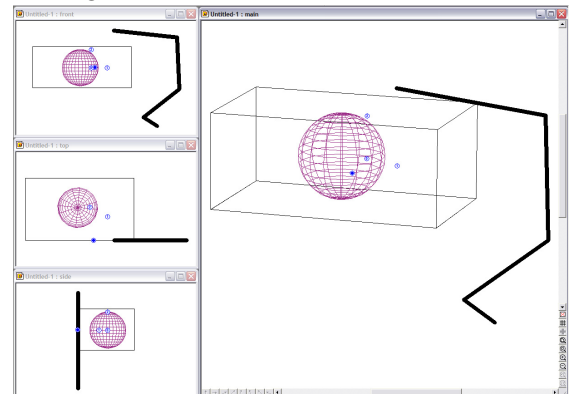 Untitled-1 : front
Untitled-1 : main
Untitled-1 : top
Untitled-1 : side